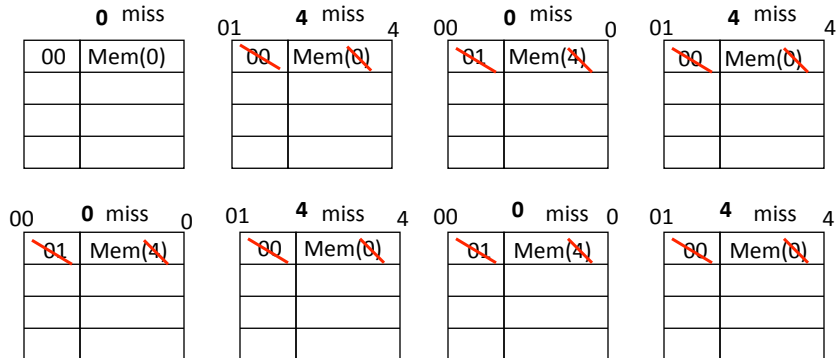 0 miss 01 4 miss 4 00 0 miss 0 01 4 miss 4
00 Mem(0) 00 Mem(0) 01 Mem(4) 00 Mem(0)
00 0 miss 0 01 4 miss 4 00 0 miss 0 01 4 miss 4
01 Mem(4) 00 Mem(0) 01 Mem(4) 00 Mem(0)